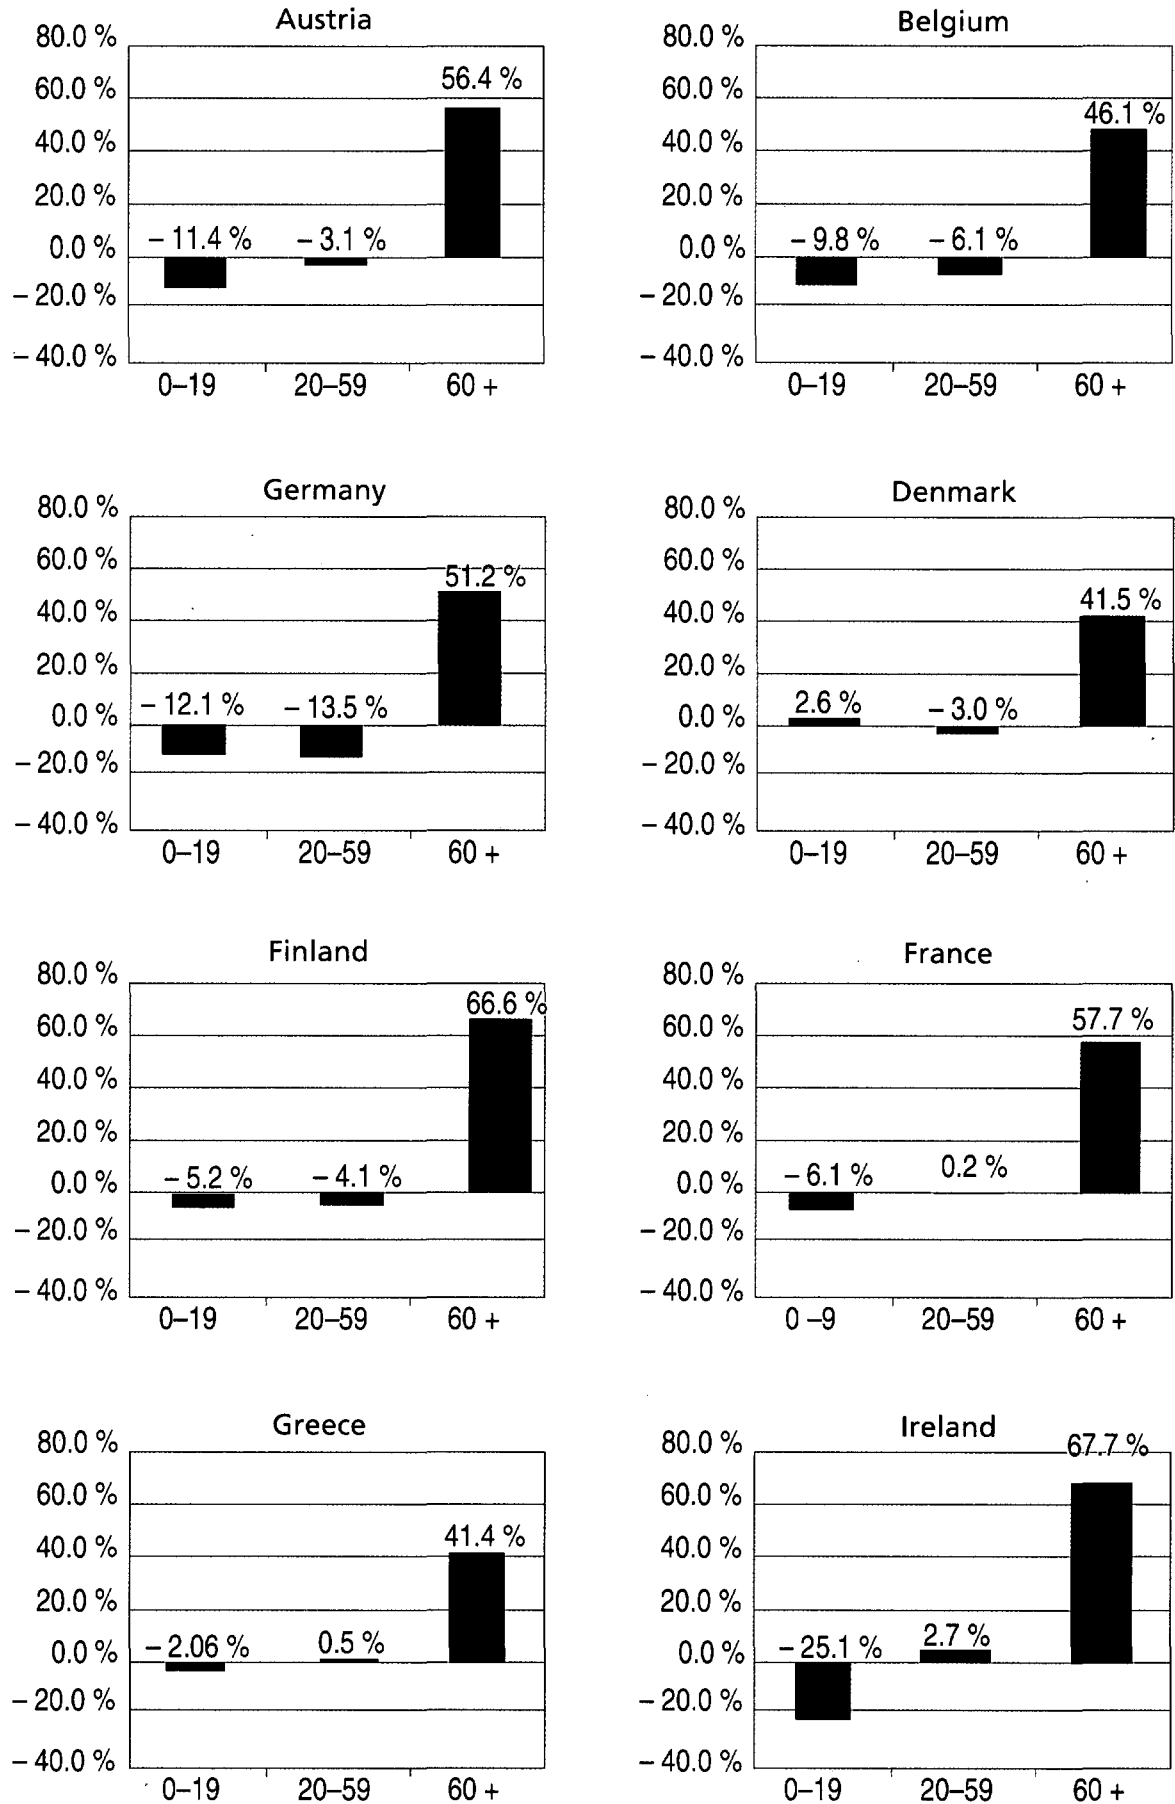 Austria
80.0 %
60.0 %
40.0 %
20.0 %
0.0 %
– 20.0 %
– 40.0 %
– 11.4 %
– 3.1 %
56.4 %
0–19
20–59
60 +
Belgium
80.0 %
60.0 %
40.0 %
20.0 %
0.0 %
– 20.0 %
– 40.0 %
– 9.8 %
– 6.1 %
46.1 %
0–19
20–59
60 +
Germany
80.0 %
60.0 %
40.0 %
20.0 %
0.0 %
– 20.0 %
– 40.0 %
– 12.1 %
– 13.5 %
51.2 %
0–19
20–59
60 +
Denmark
80.0 %
60.0 %
40.0 %
20.0 %
0.0 %
– 20.0 %
– 40.0 %
2.6 %
– 3.0 %
41.5 %
0–19
20–59
60 +
Finland
80.0 %
60.0 %
40.0 %
20.0 %
0.0 %
– 20.0 %
– 40.0 %
– 5.2 %
– 4.1 %
66.6 %
0–19
20–59
60 +
France
80.0 %
60.0 %
40.0 %
20.0 %
0.0 %
– 20.0 %
– 40.0 %
– 6.1 %
0.2 %
57.7 %
0 –9
20–59
60 +
Greece
80.0 %
60.0 %
40.0 %
20.0 %
0.0 %
– 20.0 %
– 40.0 %
– 2.06 %
0.5 %
41.4 %
0–19
20–59
60 +
Ireland
80.0 %
60.0 %
40.0 %
20.0 %
0.0 %
– 20.0 %
– 40.0 %
– 25.1 %
2.7 %
67.7 %
0–19
20–59
60 +